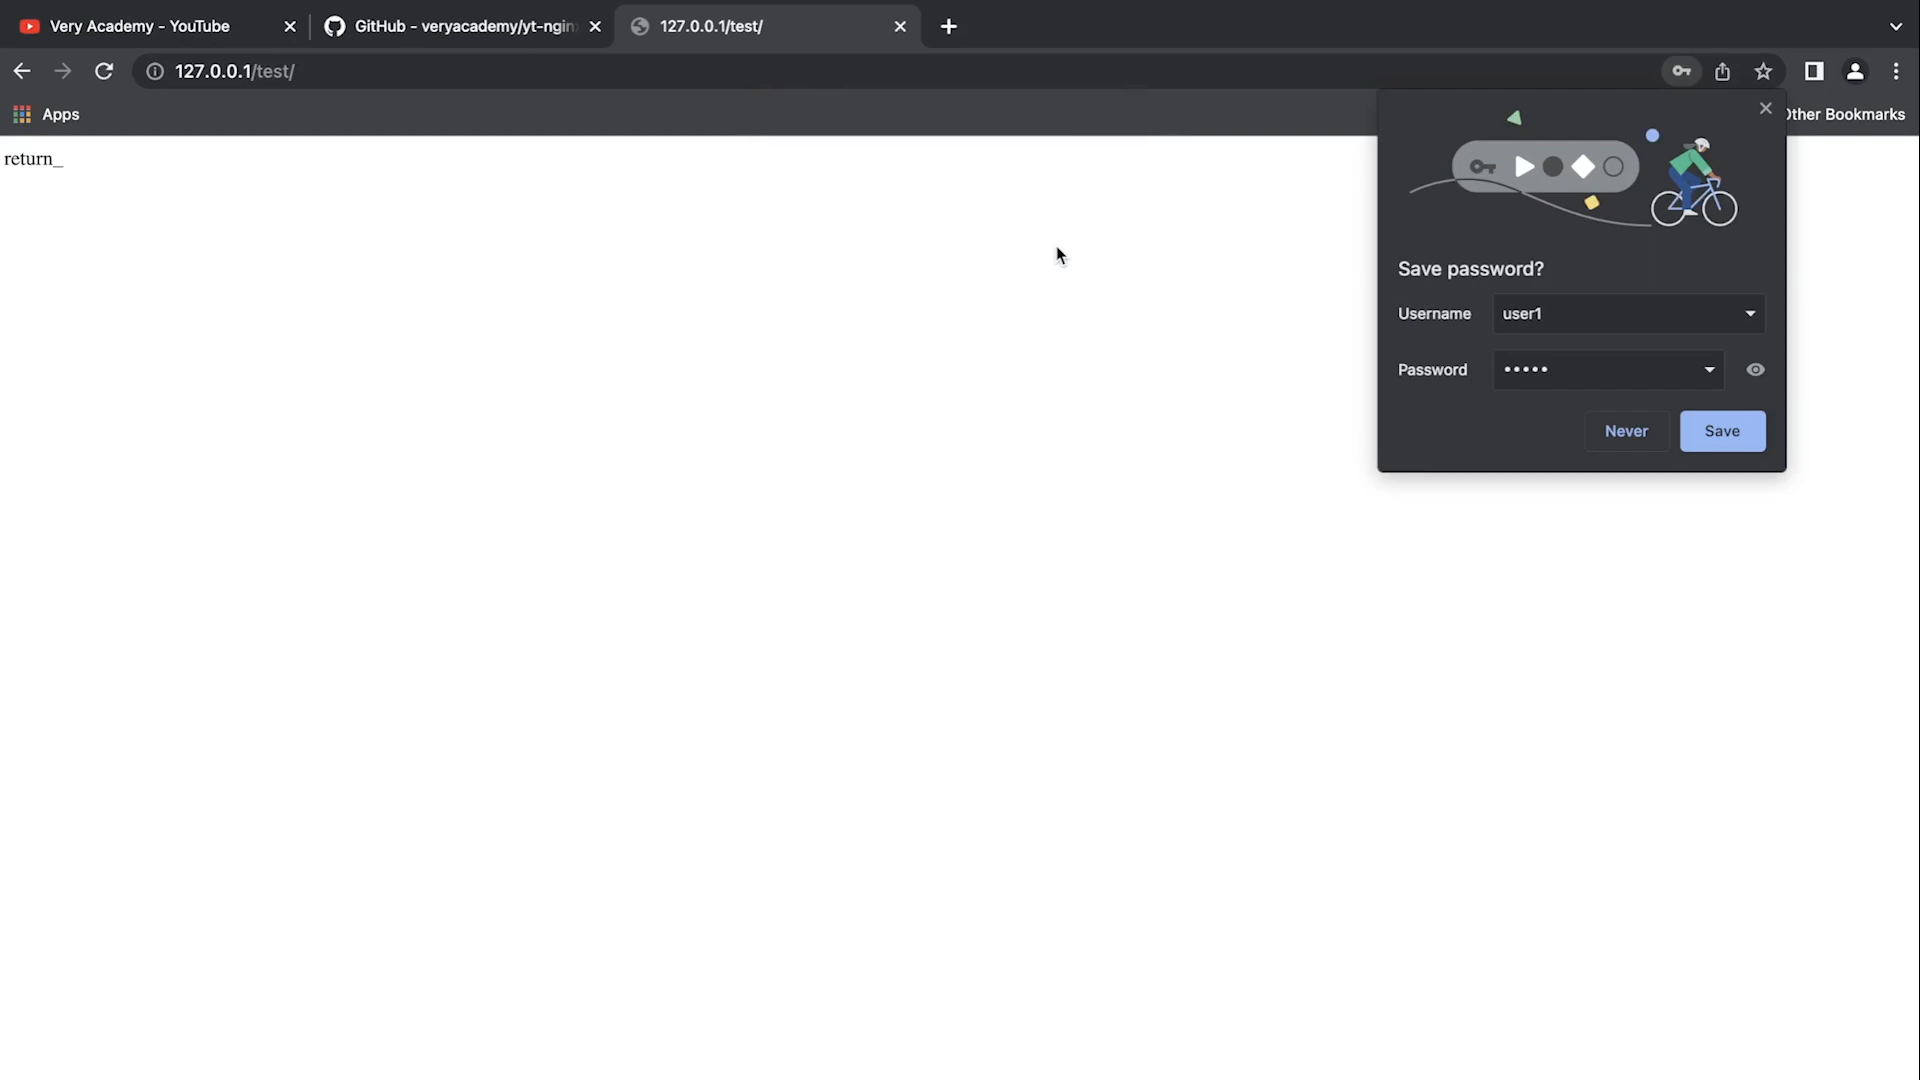 Very Academy - YouTube
GitHub - veryacademy/yt-ngin
127.0.0.1/test/
127.0.0.1/test/
Apps
Other Bookmarks
return_
Save password?
Username
user1
Password
•••••
Never
Save